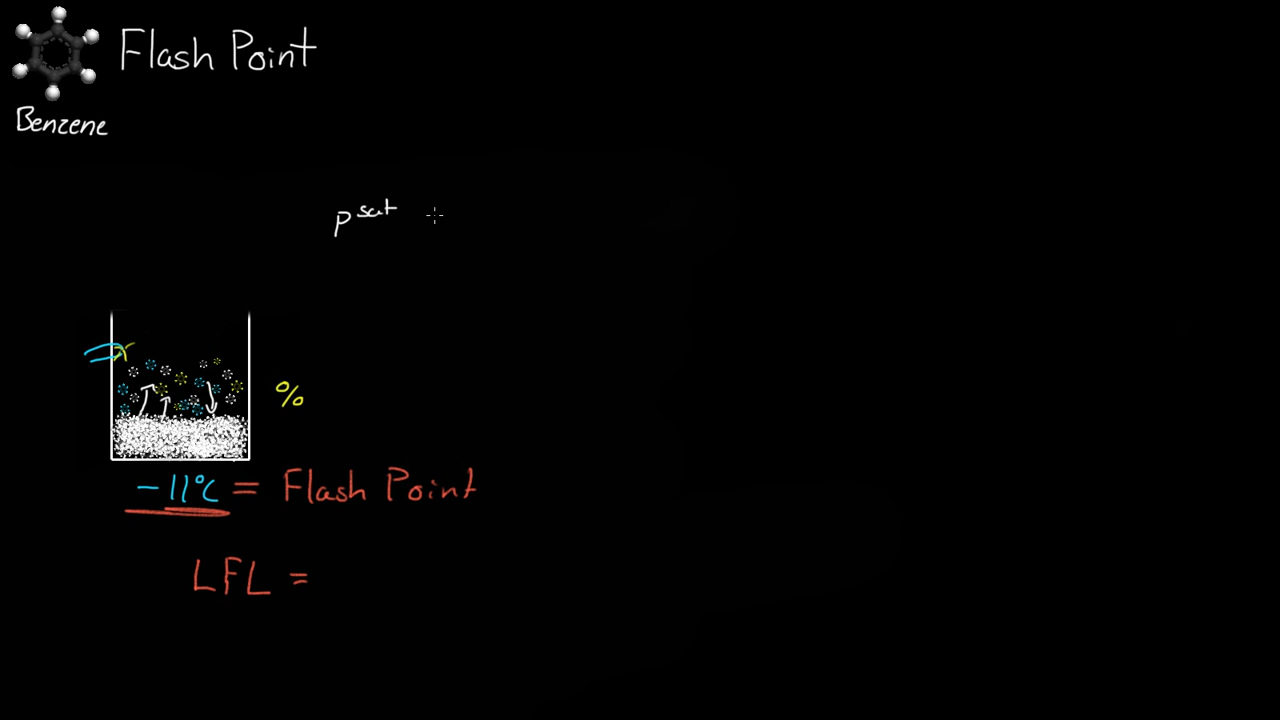 Flash Point
Benzene
P^sat
%
-11°C = Flash Point
LFL =